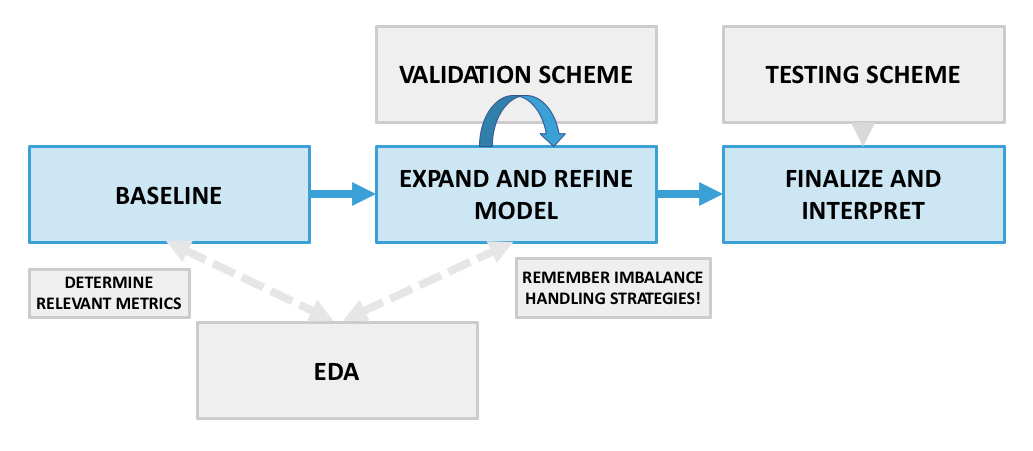 VALIDATION SCHEME
TESTING SCHEME
BASELINE
EXPAND AND REFINE
MODEL
FINALIZE AND
INTERPRET
DETERMINE
RELEVANT METRICS
REMEMBER IMBALANCE
HANDLING STRATEGIES!
EDA